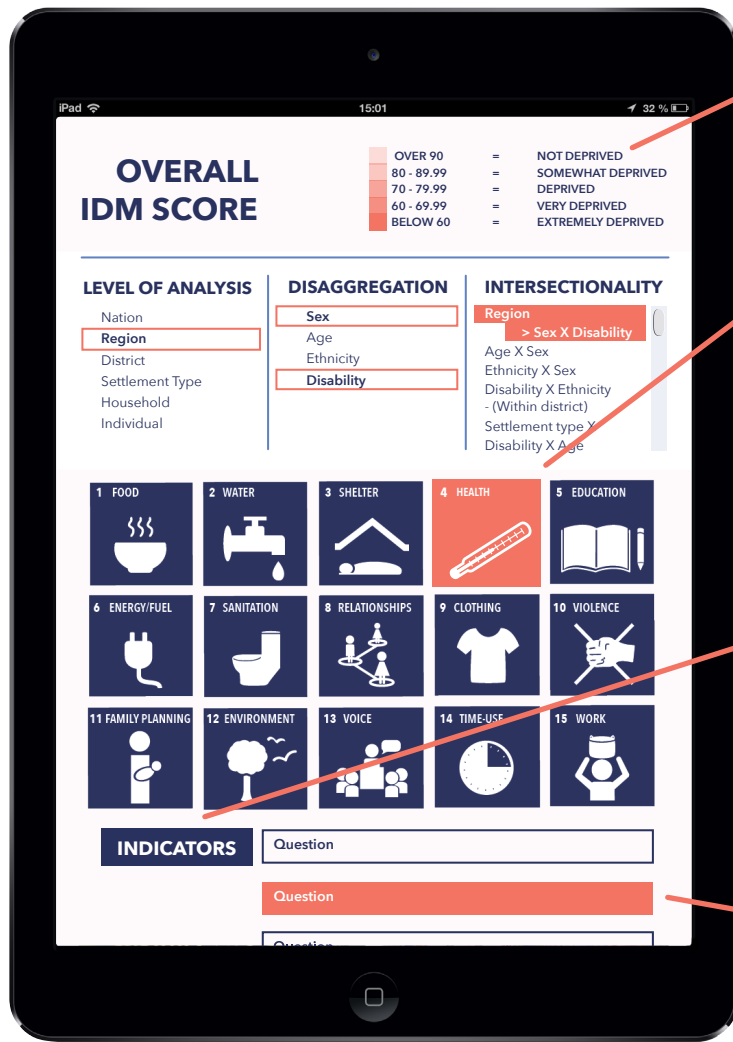 iPad 15:01 32 %
OVERALL
IDM SCORE
OVER 90 = NOT DEPRIVED
80 - 89.99 = SOMEWHAT DEPRIVED
70 - 79.99 = DEPRIVED
60 - 69.99 = VERY DEPRIVED
BELOW 60 = EXTREMELY DEPRIVED
LEVEL OF ANALYSIS
Nation
Region
District
Settlement Type
Household
Individual
DISAGGREGATION
Sex
Age
Ethnicity
Disability
INTERSECTIONALITY
Region
> Sex X Disability
Age X Sex
Ethnicity X Sex
Disability X Ethnicity
- (Within district)
Settlement type X
Disability X Age
1 FOOD
2 WATER
3 SHELTER
4 HEALTH
5 EDUCATION
6 ENERGY/FUEL
7 SANITATION
8 RELATIONSHIPS
9 CLOTHING
10 VIOLENCE
11 FAMILY PLANNING
12 ENVIRONMENT
13 VOICE
14 TIME-USE
15 WORK
INDICATORS
Question
Question
Question